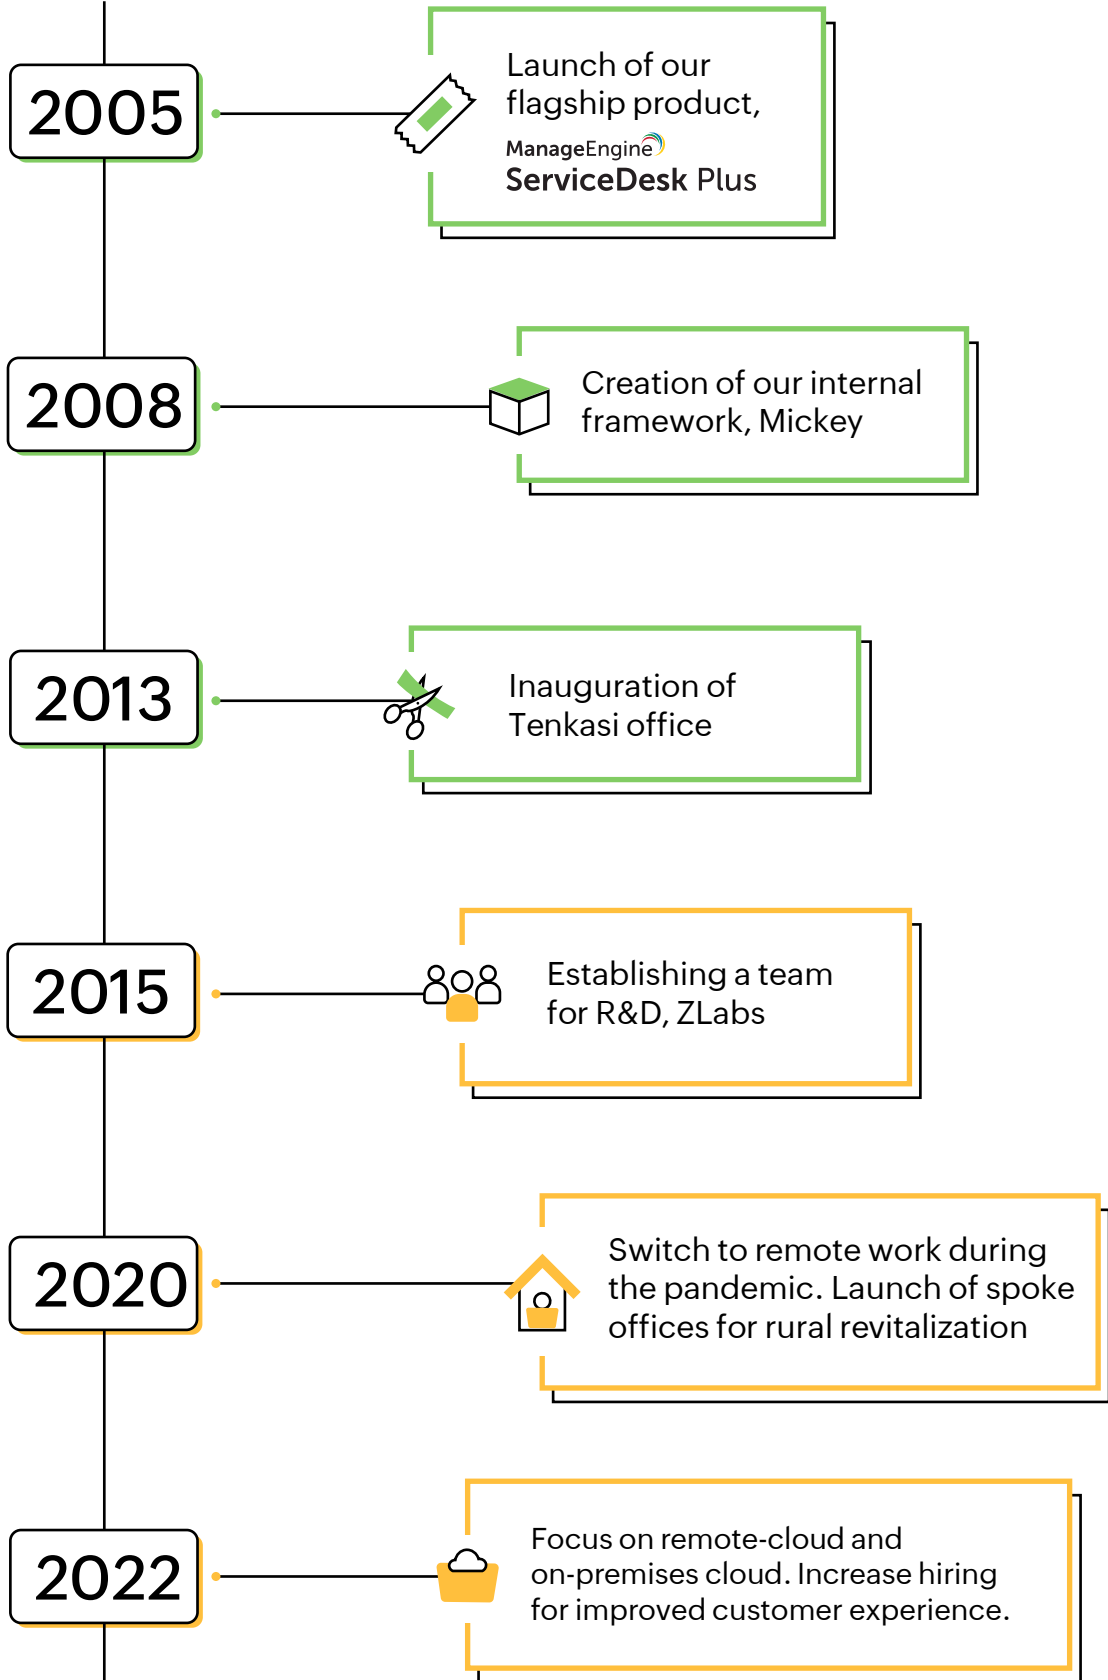 2005
Launch of our
flagship product,
ManageEngine
ServiceDesk Plus
2008
Creation of our internal
framework, Mickey
2013
Inauguration of
Tenkasi office
2015
Establishing a team
for R&D, ZLabs
2020
Switch to remote work during
the pandemic. Launch of spoke
offices for rural revitalization
2022
Focus on remote-cloud and
on-premises cloud. Increase hiring
for improved customer experience.